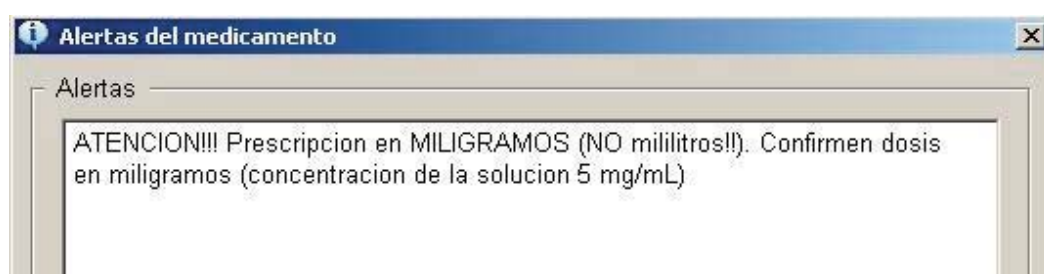 Alertas del medicamento
Alertas
ATENCION!!! Prescripcion en MILIGRAMOS (NO mililitros!!). Confirmen dosis
en miligramos (concentracion de la solucion 5 mg/mL)